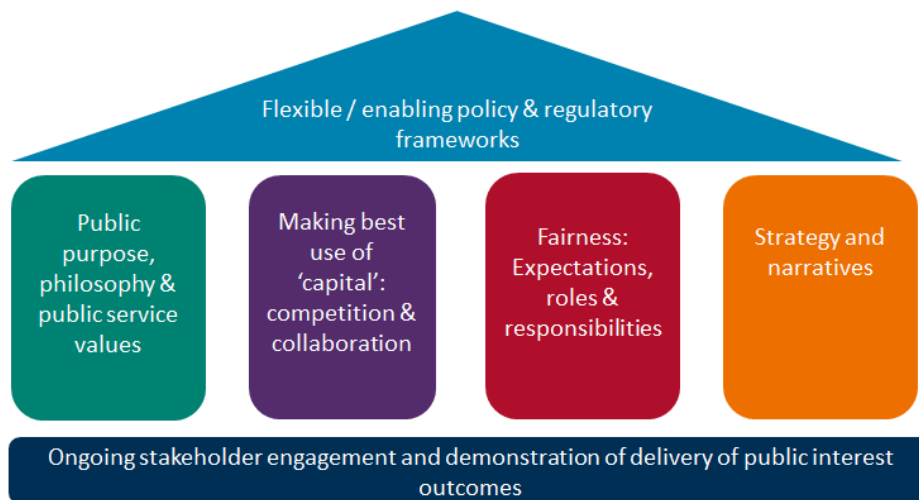 Flexible / enabling policy & regulatory
frameworks
Public
purpose,
philosophy &
public service
values
Making best
use of
‘capital’:
competition &
collaboration
Fairness:
Expectations,
roles &
responsibilities
Strategy and
narratives
Ongoing stakeholder engagement and demonstration of delivery of public interest
outcomes